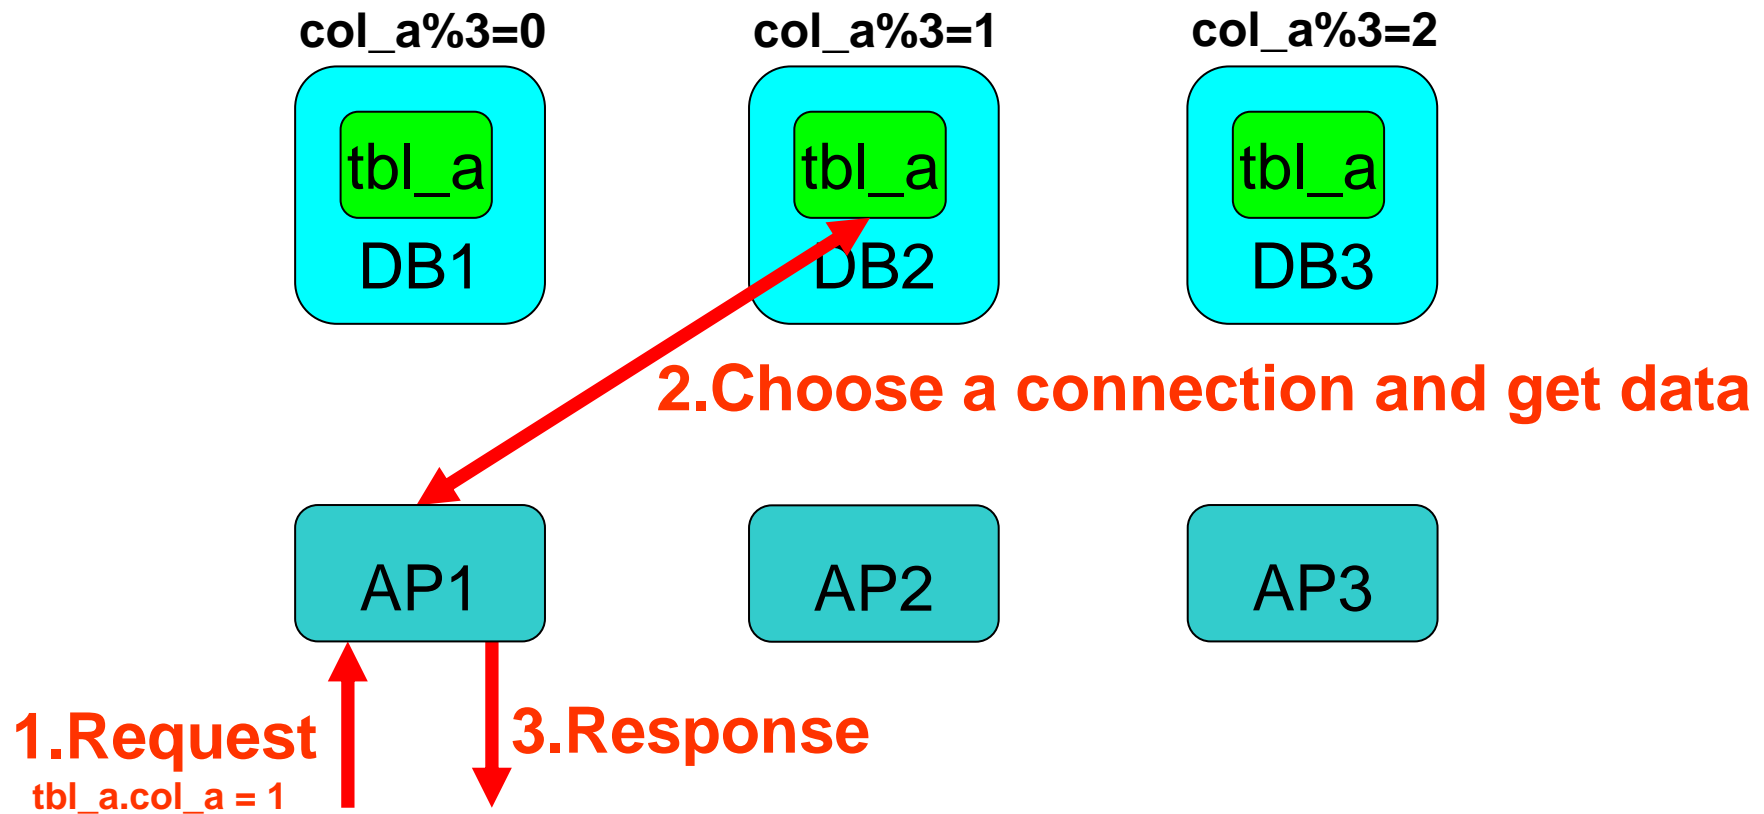 col_a%3=0
col_a%3=1
col_a%3=2
tbl_a
tbl_a
tbl_a
DB1
DB2
DB3
2.Choose a connection and get data
AP1
AP2
AP3
1.Request
3.Response
tbl_a.col_a = 1